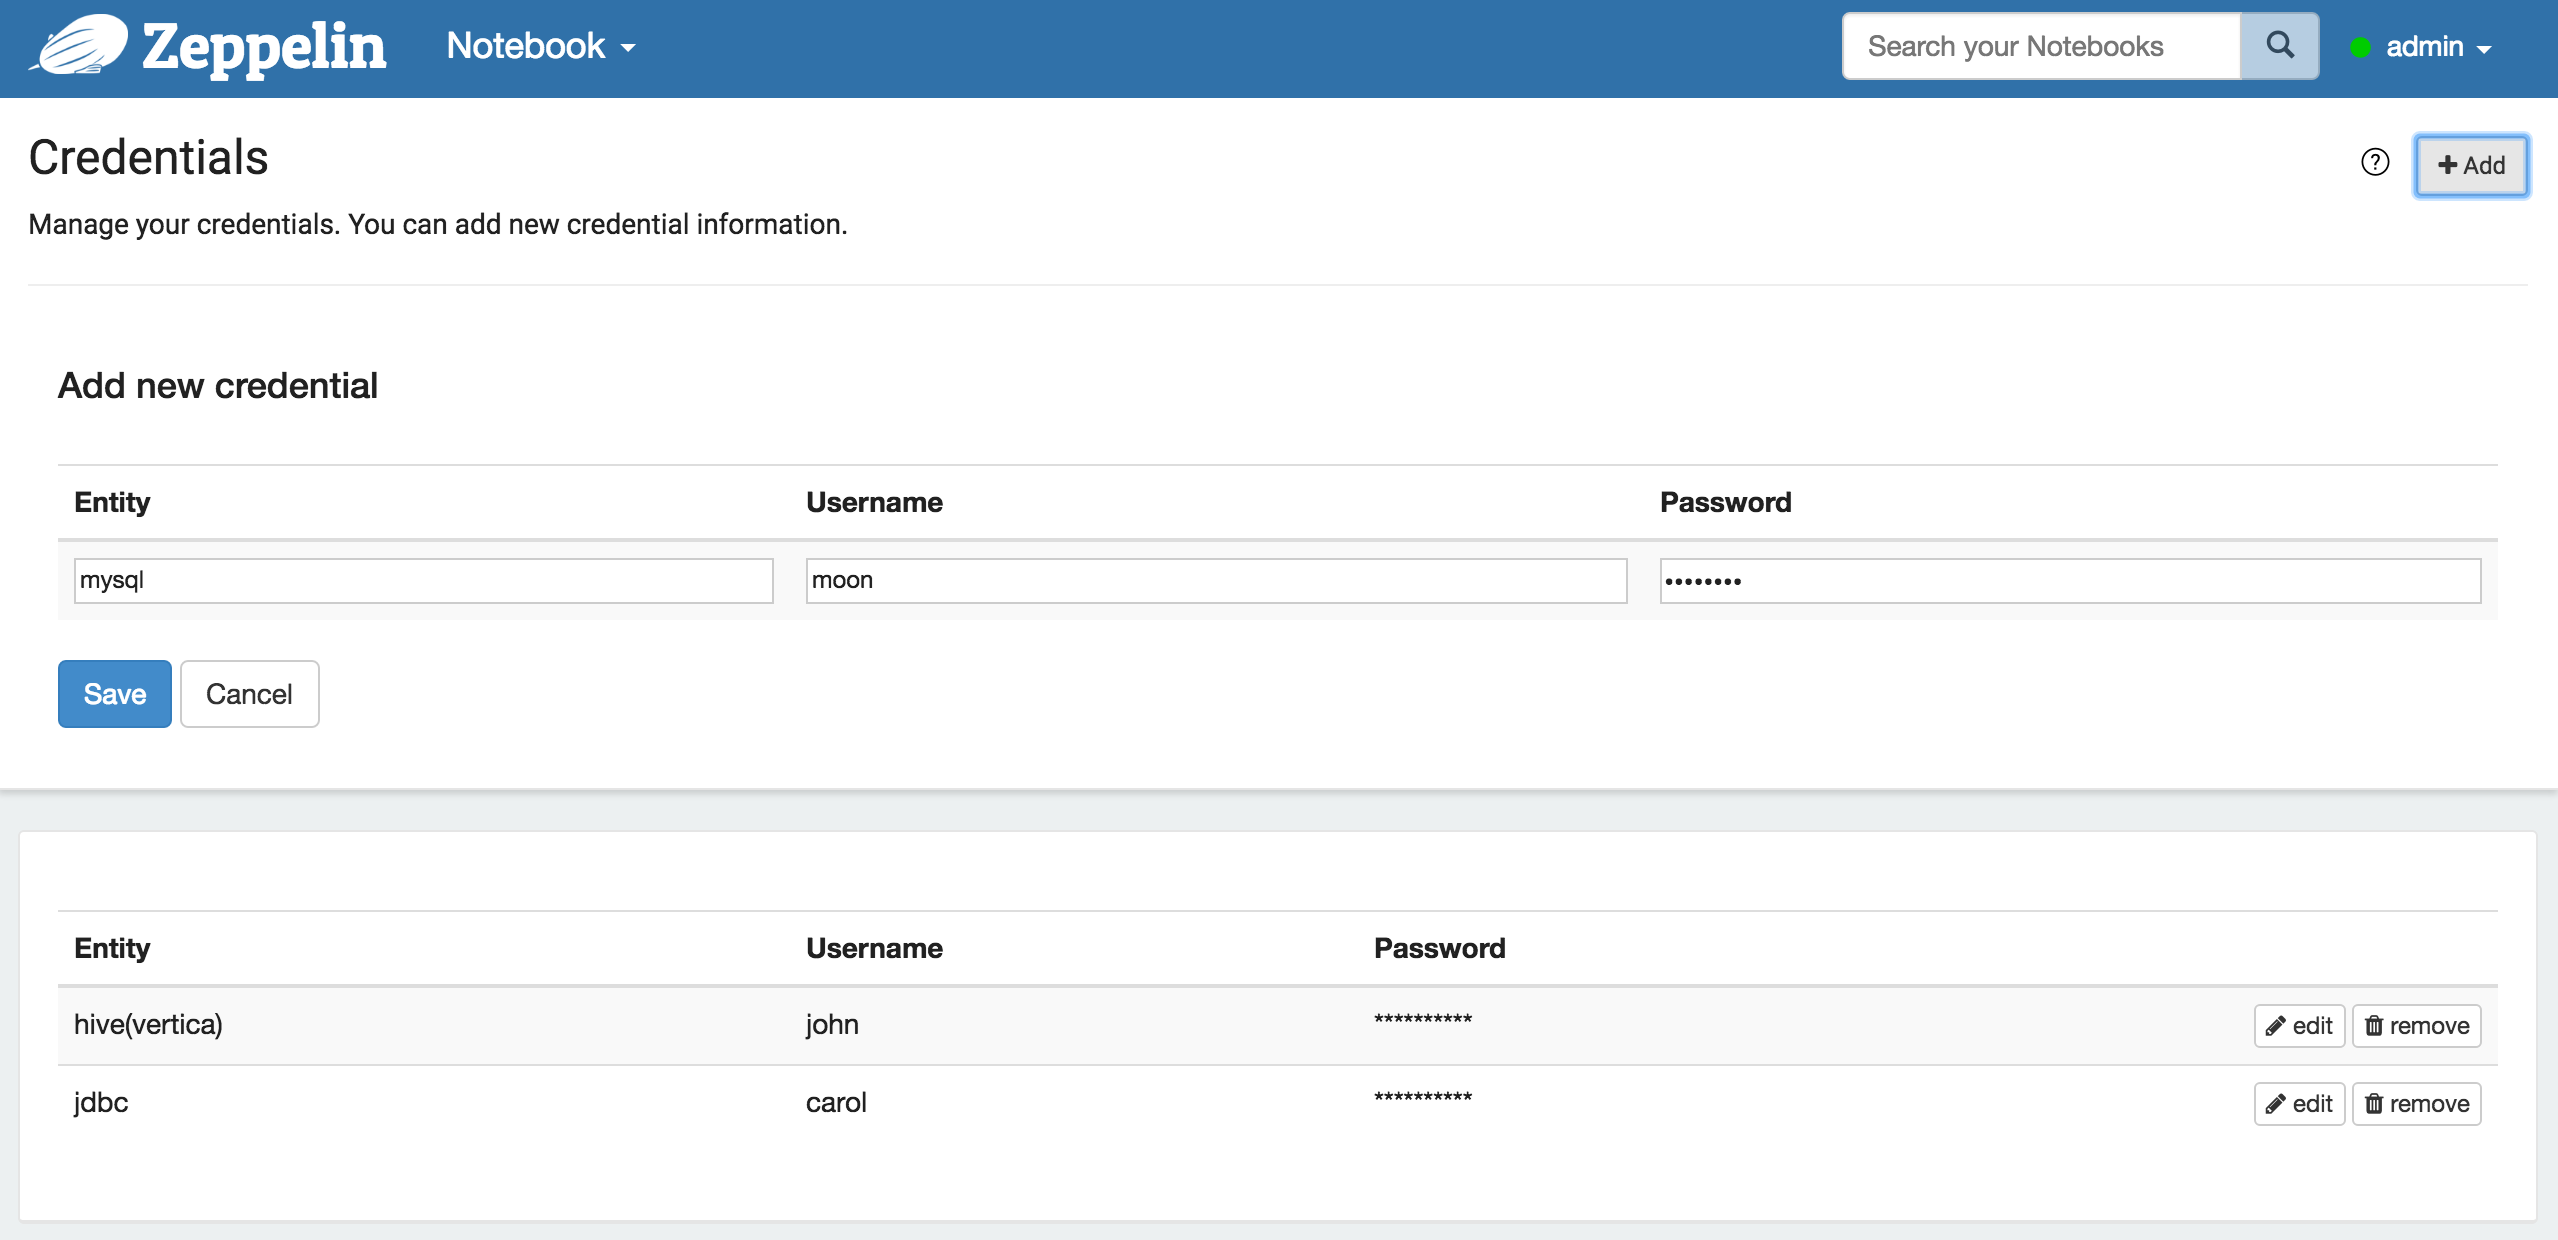 Zeppelin Notebook Search your Notebooks admin
Credentials
? Add
Manage your credentials. You can add new credential information.
Add new credential
Entity Username Password
mysql moon ••••••••
Save Cancel
Entity Username Password
hive(vertica) john ********** edit remove
jdbc carol ********** edit remove